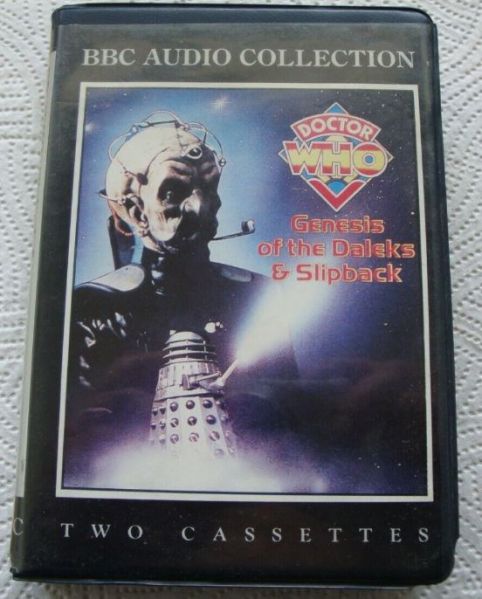 BBC AUDIO COLLECTION
DOCTOR
WHO
Genesis
of the Daleks
& Slipback
C
TWO CASSETTES